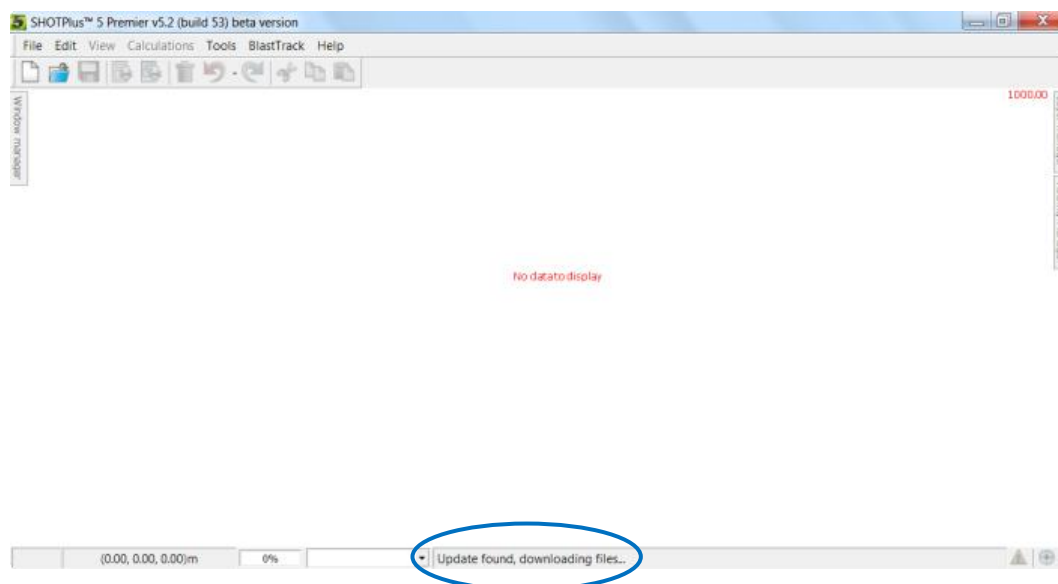 5 SHOTPlus™ 5 Premier v5.2 (build 53) beta version
File Edit View Calculations Tools BlastTrack Help
Window manager
1000.00
No data to display
(0.00, 0.00, 0.00)m 0% Update found, downloading files...